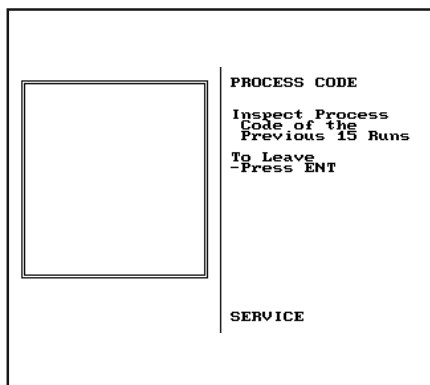 PROCESS CODE
Inspect Process
Code of the
Previous 15 Runs
To Leave
-Press ENT
SERVICE